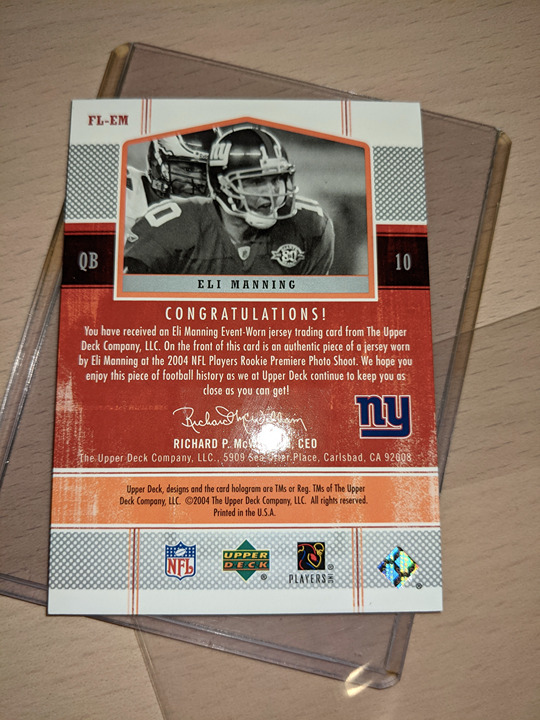 FL-EM
QB
10
ELI MANNING
CONGRATULATIONS!
You have received an Eli Manning Event-Worn jersey trading card from The Upper
Deck Company, LLC. On the front of this card is an authentic piece of a jersey worn
by Eli Manning at the 2004 NFL Players Rookie Premiere Photo Shoot. We hope you
enjoy this piece of football history as we at Upper Deck continue to keep you as
close as you can get!
ny
Richard P. McWilliam
RICHARD P. CEO
The Upper Deck Company, LLC., 5909 Sea Otter Place, Carlsbad, CA 92008
Upper Deck, designs and the card hologram are TMs or Reg. TMs of The Upper
Deck Company, LLC. ©2004 The Upper Deck Company, LLC. All rights reserved.
Printed in the U.S.A.
NFL
UPPER
DECK
PLAYERS INC